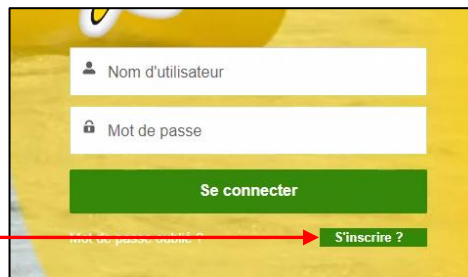 Nom d'utilisateur
Mot de passe
Se connecter
Mot de passe oublié ?
S'inscrire ?